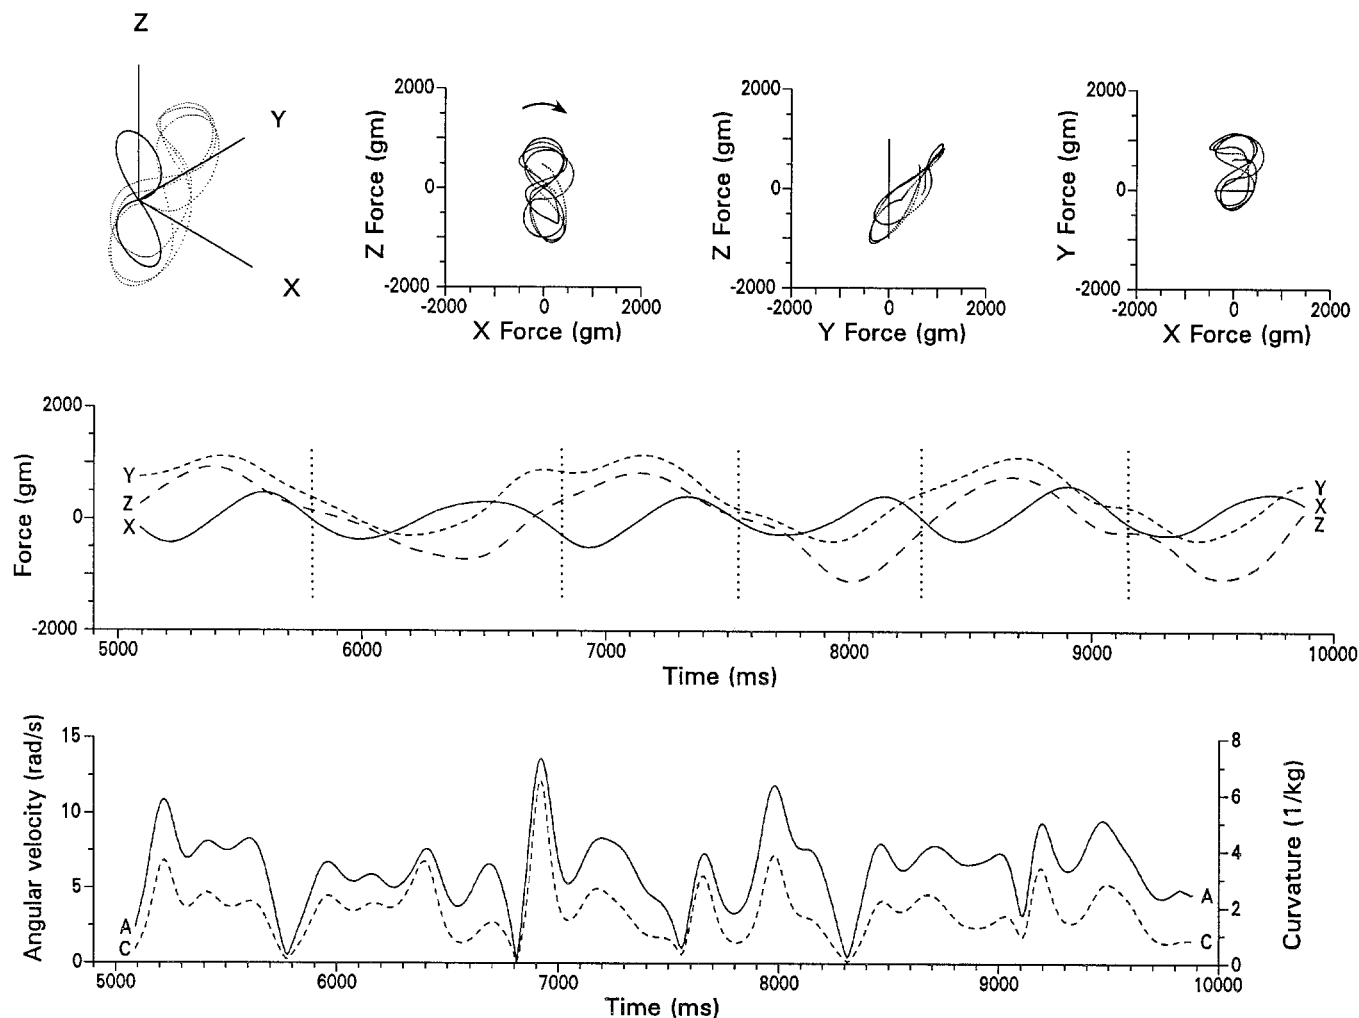 Z
Y
X
2000
0
-2000
Z Force (gm)
-2000 0 2000
X Force (gm)
2000
0
-2000
Z Force (gm)
-2000 0 2000
Y Force (gm)
2000
0
-2000
Y Force (gm)
-2000 0 2000
X Force (gm)
2000
0
-2000
Force (gm)
Y
Z
X
Y
X
Z
5000 6000 7000 8000 9000 10000
Time (ms)
15
10
5
0
Angular velocity (rad/s)
A
C
A
C
8
6
4
2
0
Curvature (1/kg)
5000 6000 7000 8000 9000 10000
Time (ms)